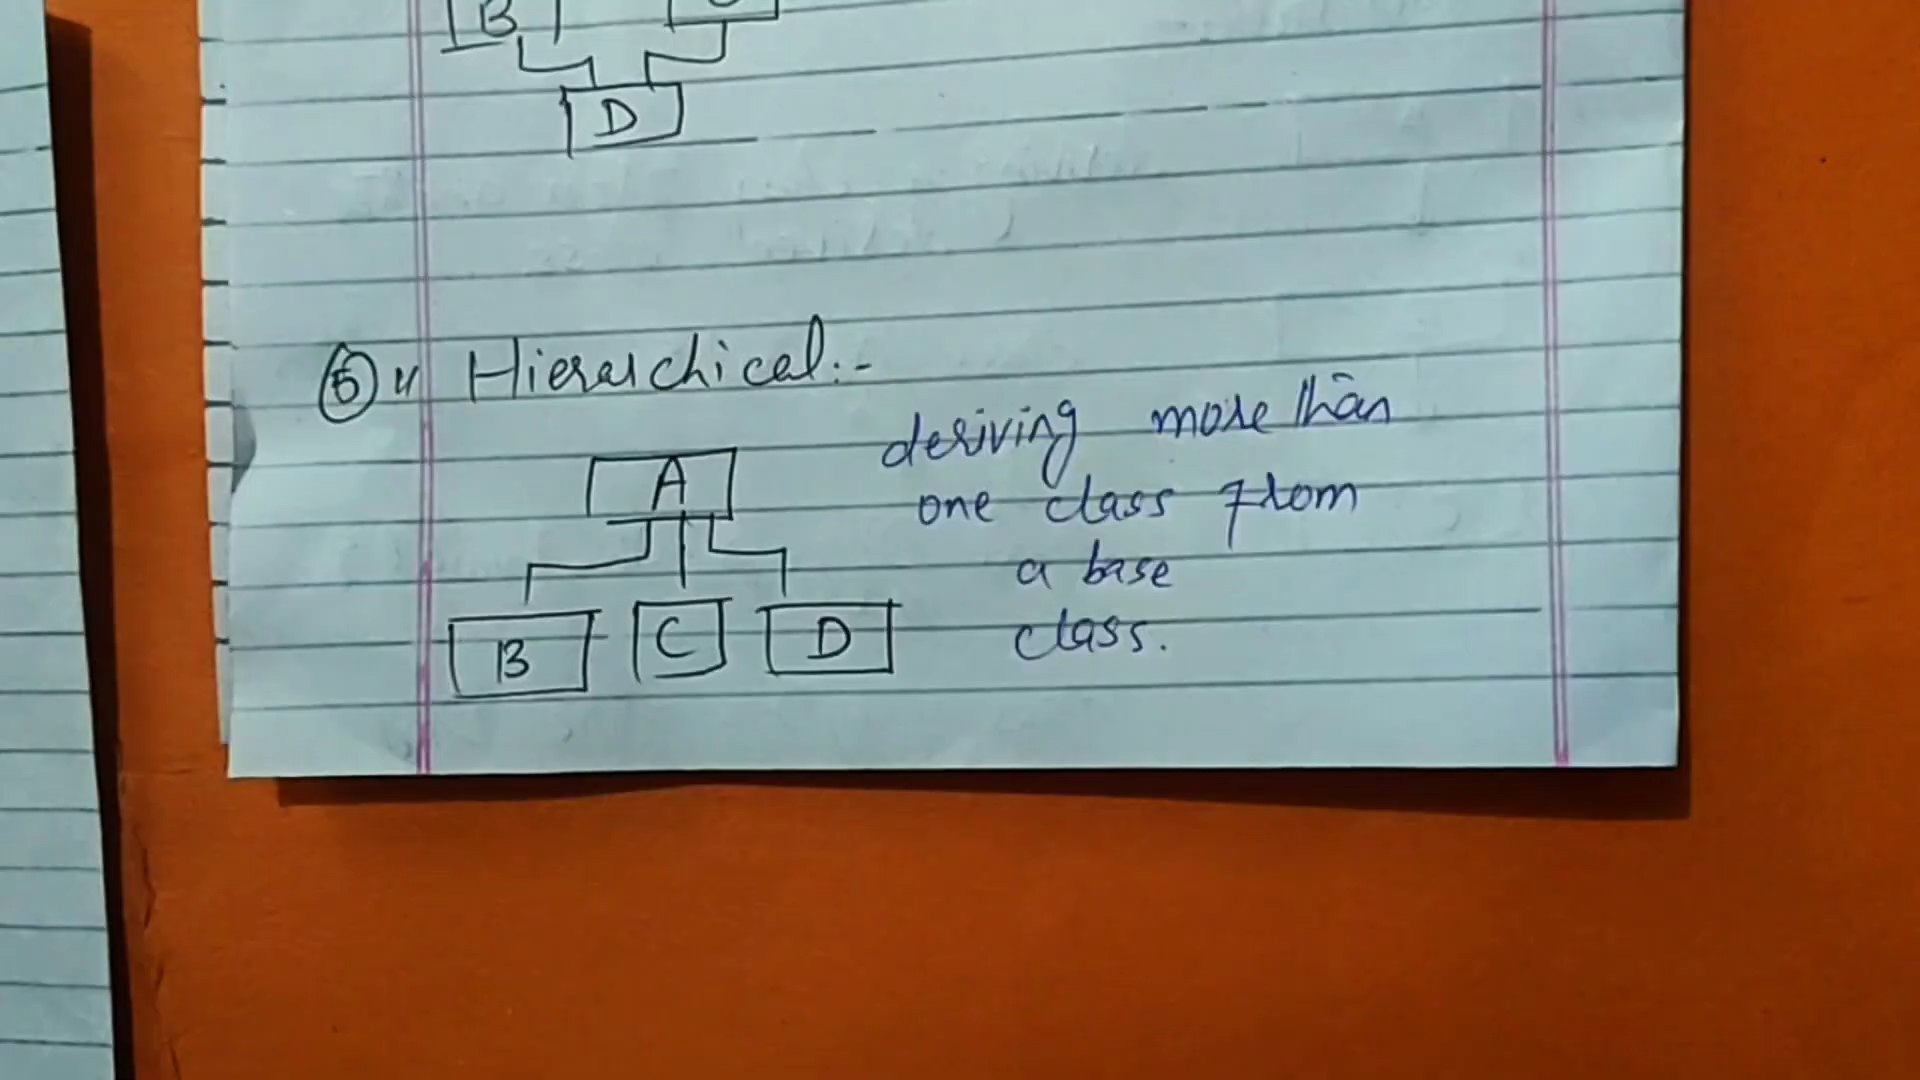 B
D
⑤ " Hierarchical :-
deriving more than
A
one class from
a base
B C D
class.